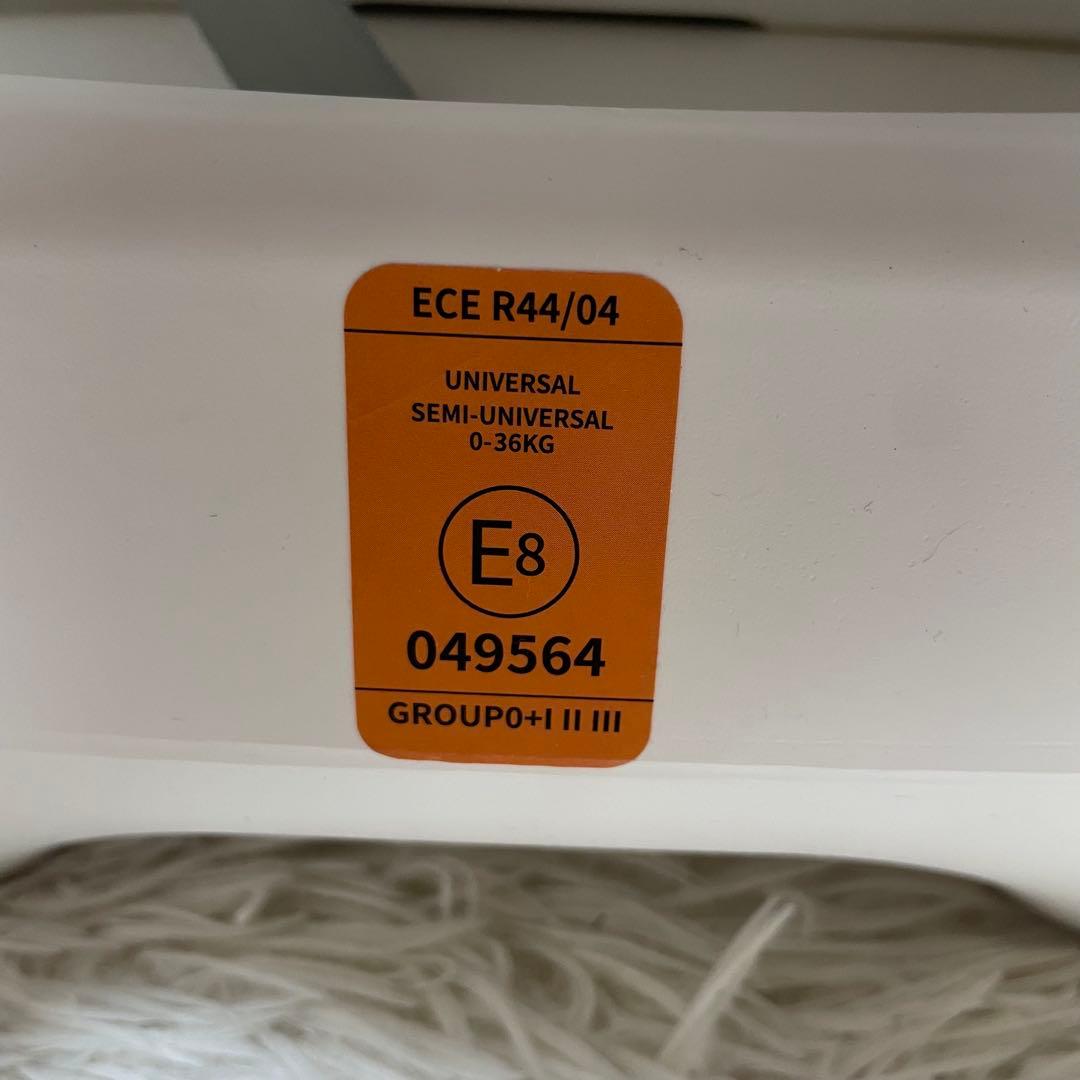 ECE R44/04
UNIVERSAL
SEMI-UNIVERSAL
0-36KG
E8
049564
GROUP0+I II III